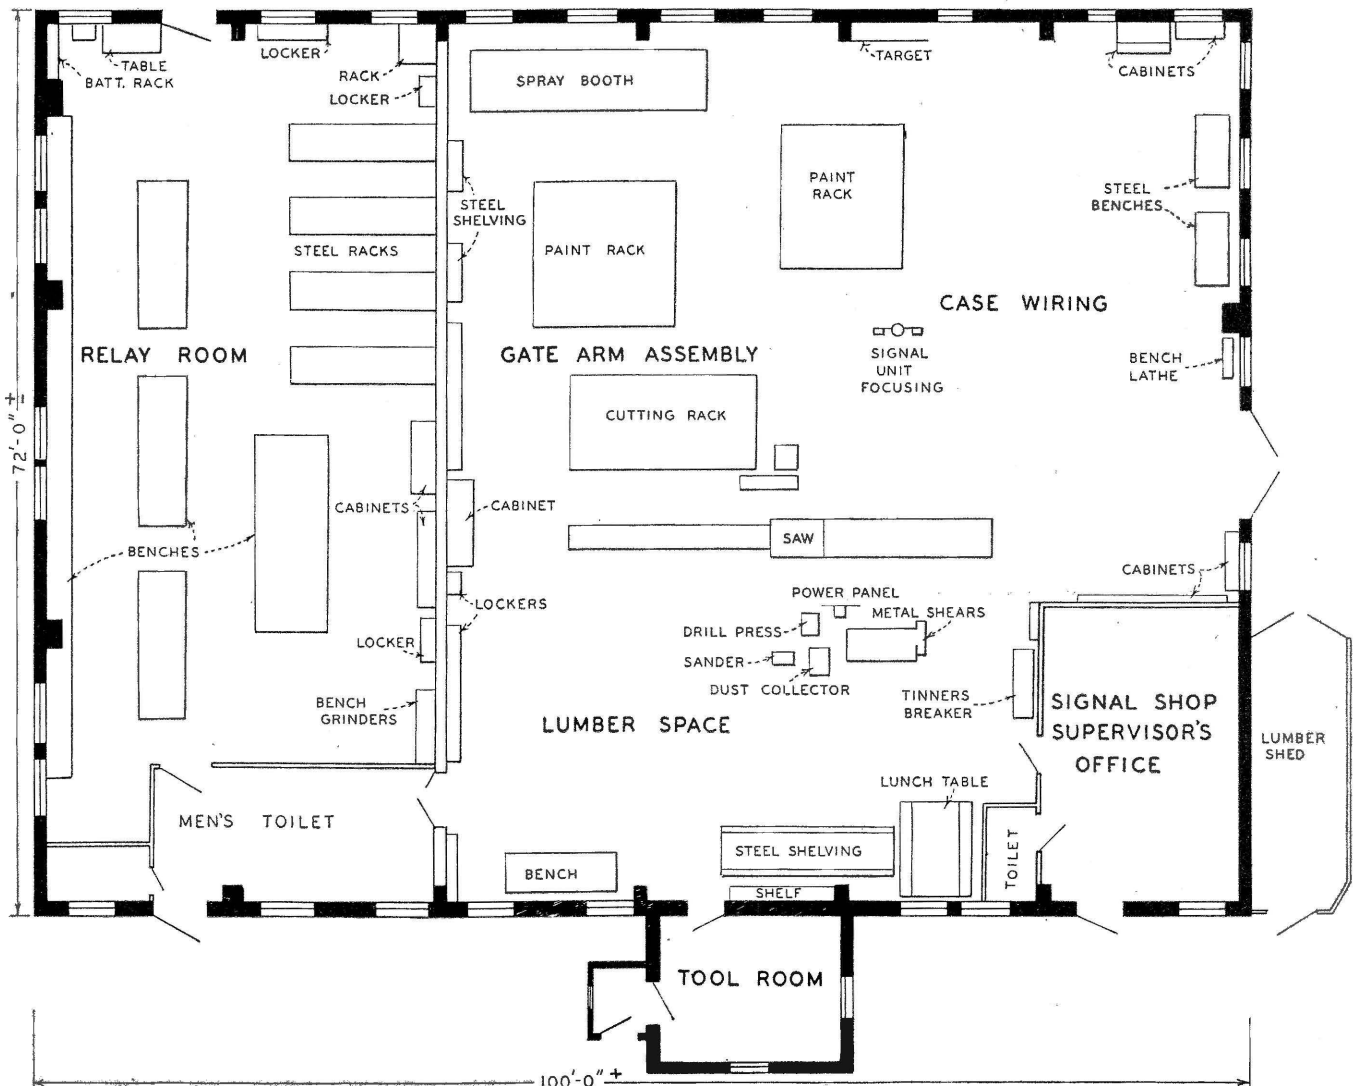 TABLE
BATT. RACK
LOCKER
RACK
LOCKER
SPRAY BOOTH
TARGET
CABINETS
PAINT
RACK
STEEL
BENCHES
STEEL
SHELVING
STEEL RACKS
PAINT RACK
CASE WIRING
RELAY ROOM
GATE ARM ASSEMBLY
SIGNAL
UNIT
FOCUSING
BENCH
LATHE
CUTTING RACK
72'-0" ±
CABINETS
CABINET
BENCHES
SAW
CABINETS
LOCKERS
POWER PANEL
METAL SHEARS
DRILL PRESS
LOCKER
SANDER
DUST COLLECTOR
BENCH
GRINDERS
TINNERS
BREAKER
LUMBER SPACE
SIGNAL SHOP
SUPERVISOR'S
OFFICE
LUMBER
SHED
LUNCH TABLE
MEN'S TOILET
STEEL SHELVING
TOILET
BENCH
SHELF
TOOL ROOM
100'-0" ±